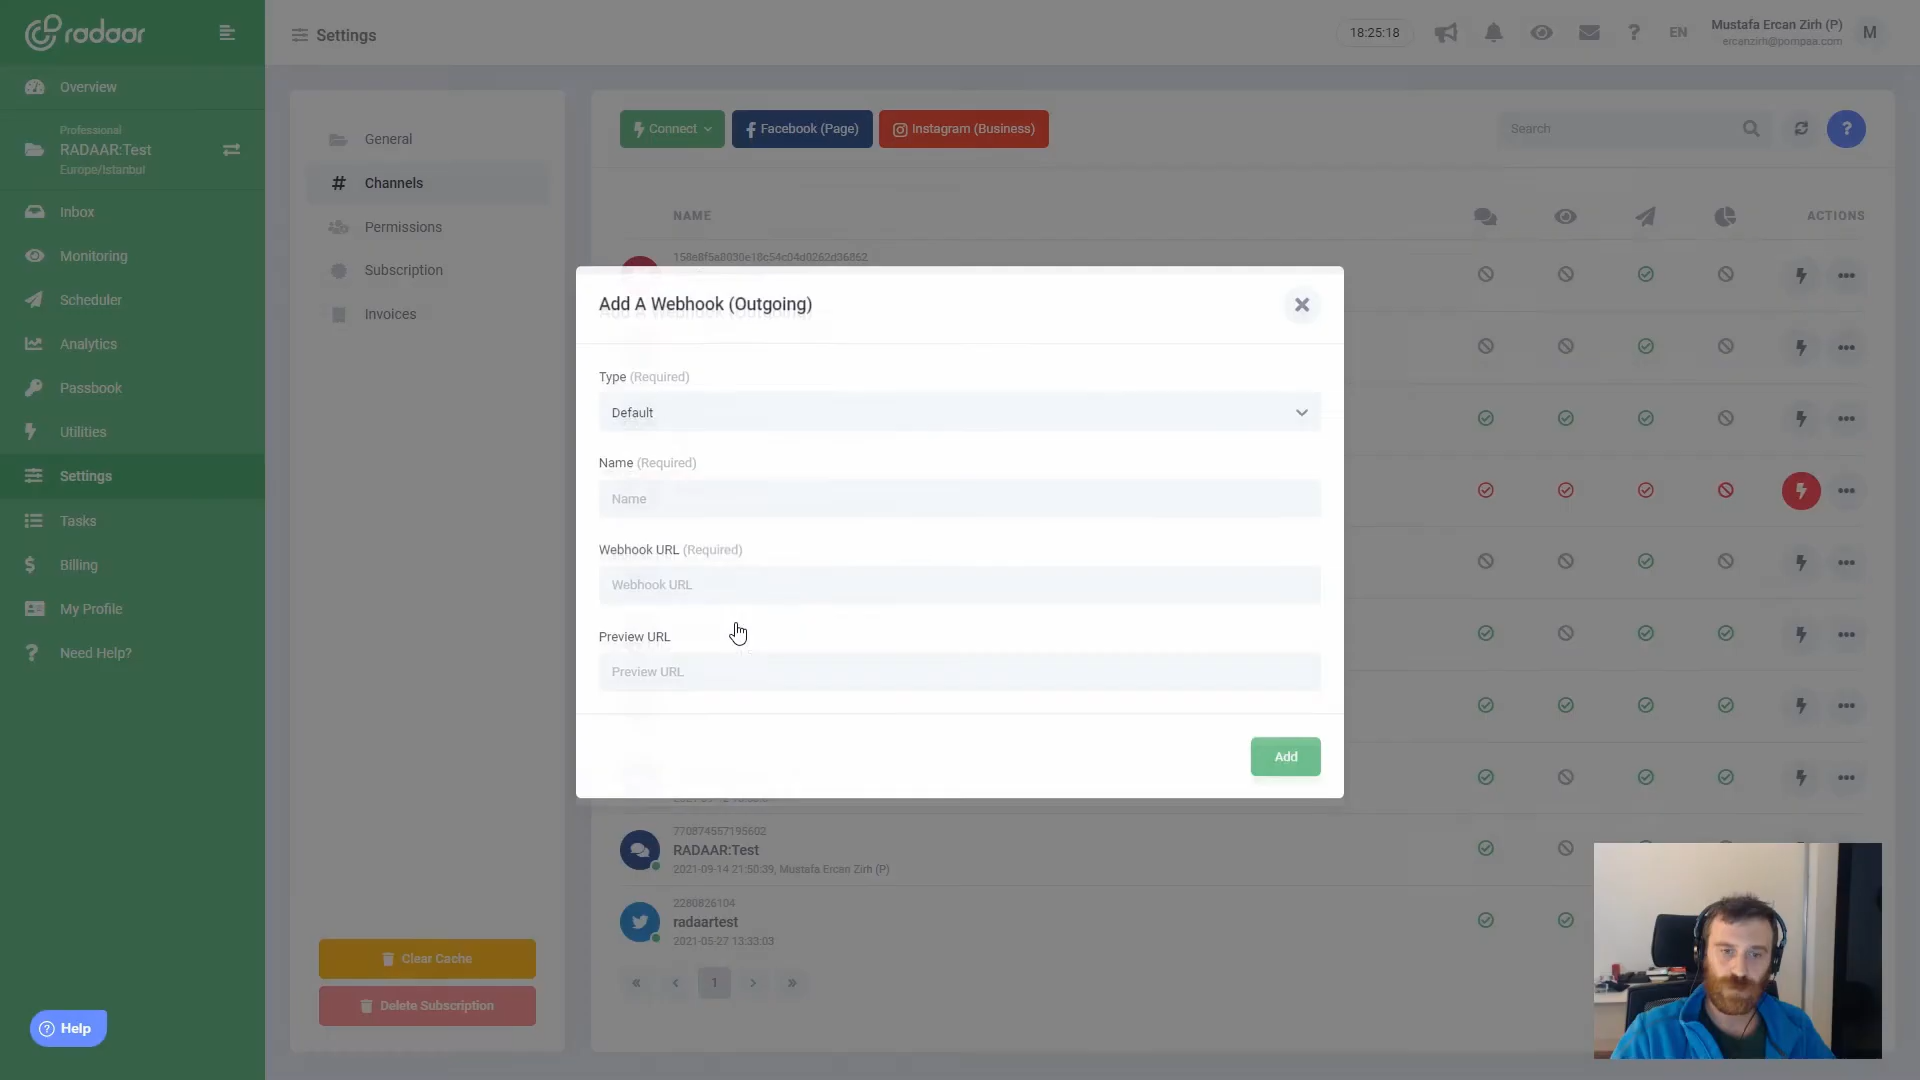 radaar
Settings
18:25:18
EN
Mustafa Ercan Zirh (P)
ercanzirh@pompaa.com
M
Overview
Professional
RADAAR:Test
Europe/Istanbul
Inbox
Monitoring
Scheduler
Analytics
Passbook
Utilities
Settings
Tasks
Billing
My Profile
? Need Help?
Help
General
# Channels
Permissions
Subscription
Invoices
Clear Cache
Delete Subscription
Connect
Facebook (Page)
Instagram (Business)
Search
?
NAME
ACTIONS
Add A Webhook (Outgoing)
Type (Required)
Default
Name (Required)
Name
Webhook URL (Required)
Webhook URL
Preview URL
Preview URL
Add
770874557195602
RADAAR:Test
2021-09-14 21:50:39, Mustafa Ercan Zirh (P)
2280826104
radaartest
2021-05-27 13:33:03
« ‹ 1 › »